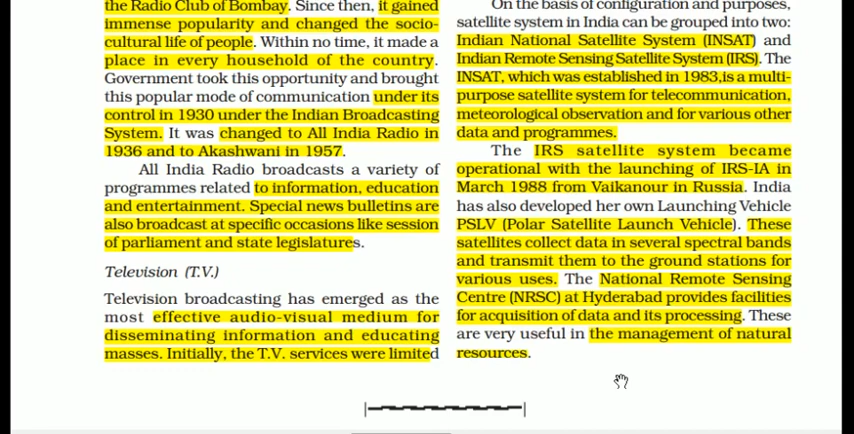 the Radio Club of Bombay. Since then, it gained
immense popularity and changed the socio-
cultural life of people. Within no time, it made a
place in every household of the country.
Government took this opportunity and brought
this popular mode of communication under its
control in 1930 under the Indian Broadcasting
System. It was changed to All India Radio in
1936 and to Akashwani in 1957.
All India Radio broadcasts a variety of
programmes related to information, education
and entertainment. Special news bulletins are
also broadcast at specific occasions like session
of parliament and state legislatures.
Television (T.V.)
Television broadcasting has emerged as the
most effective audio-visual medium for
disseminating information and educating
masses. Initially, the T.V. services were limited
On the basis of configuration and purposes,
satellite system in India can be grouped into two:
Indian National Satellite System (INSAT) and
Indian Remote Sensing Satellite System (IRS). The
INSAT, which was established in 1983,is a multi-
purpose satellite system for telecommunication,
meteorological observation and for various other
data and programmes.
The IRS satellite system became
operational with the launching of IRS-IA in
March 1988 from Vaikanour in Russia. India
has also developed her own Launching Vehicle
PSLV (Polar Satellite Launch Vehicle). These
satellites collect data in several spectral bands
and transmit them to the ground stations for
various uses. The National Remote Sensing
Centre (NRSC) at Hyderabad provides facilities
for acquisition of data and its processing. These
are very useful in the management of natural
resources.